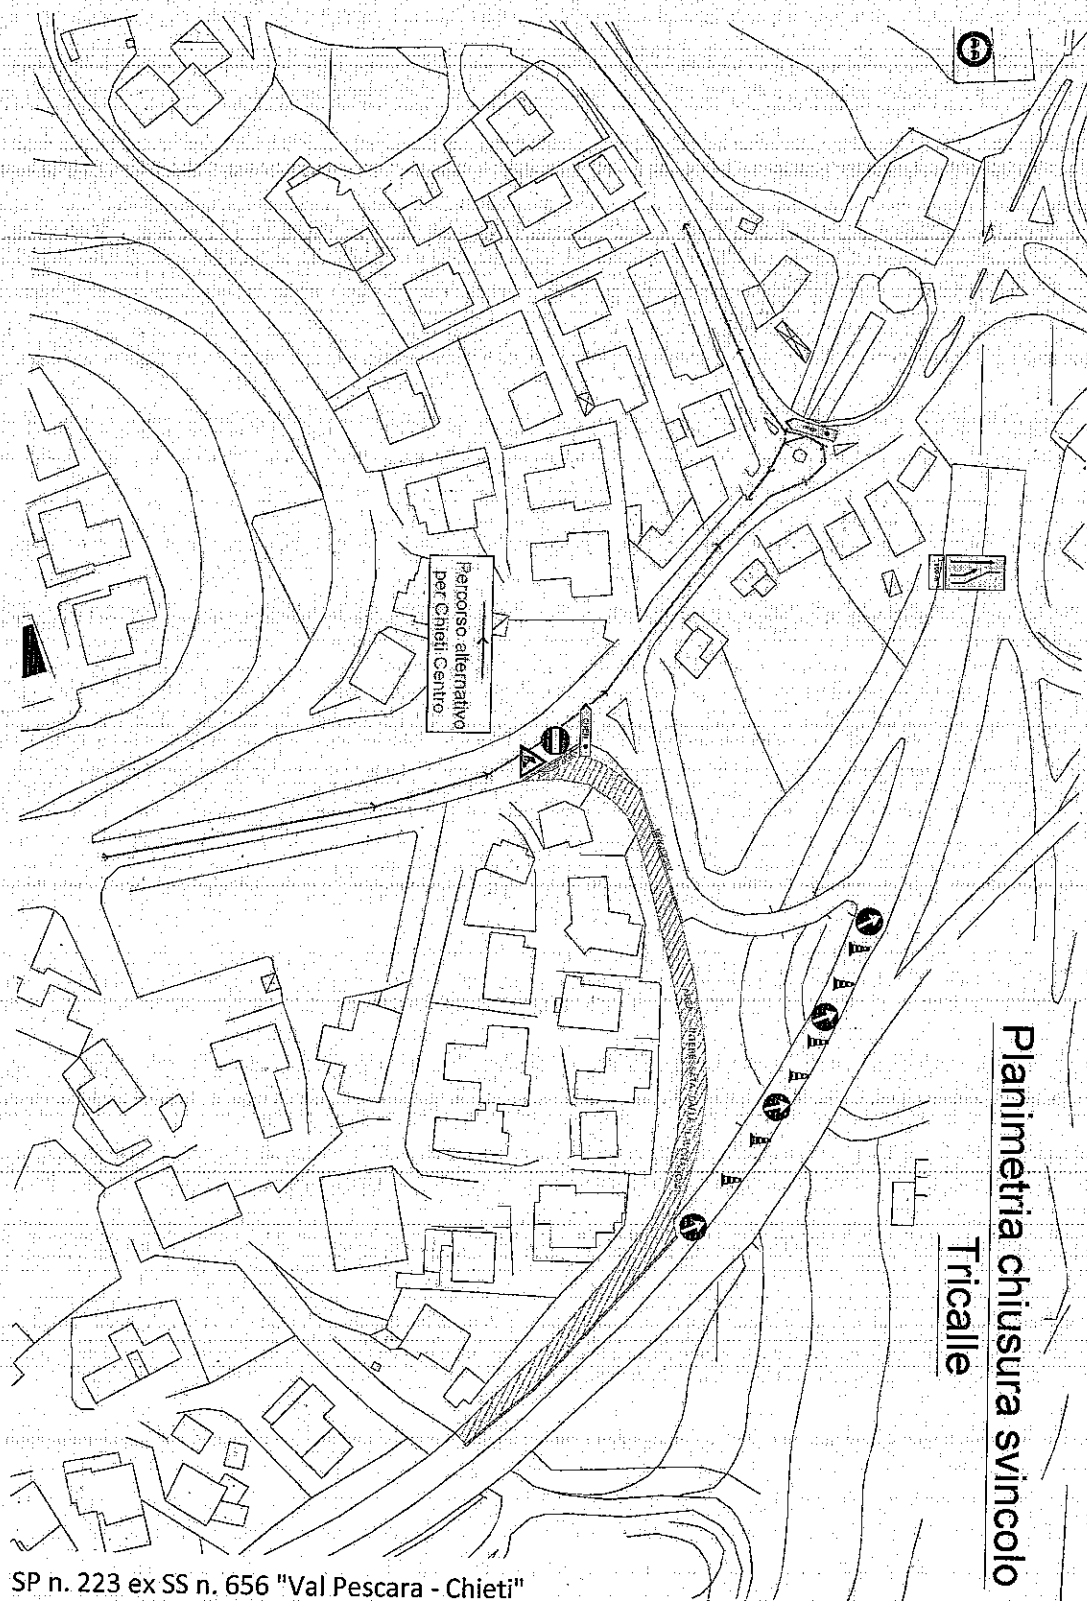 Planimetria chiusura svincolo
Tricalle
Percorso alternativo
per Chieti Centro
SP n. 223 ex SS n. 656 "Val Pescara - Chieti"